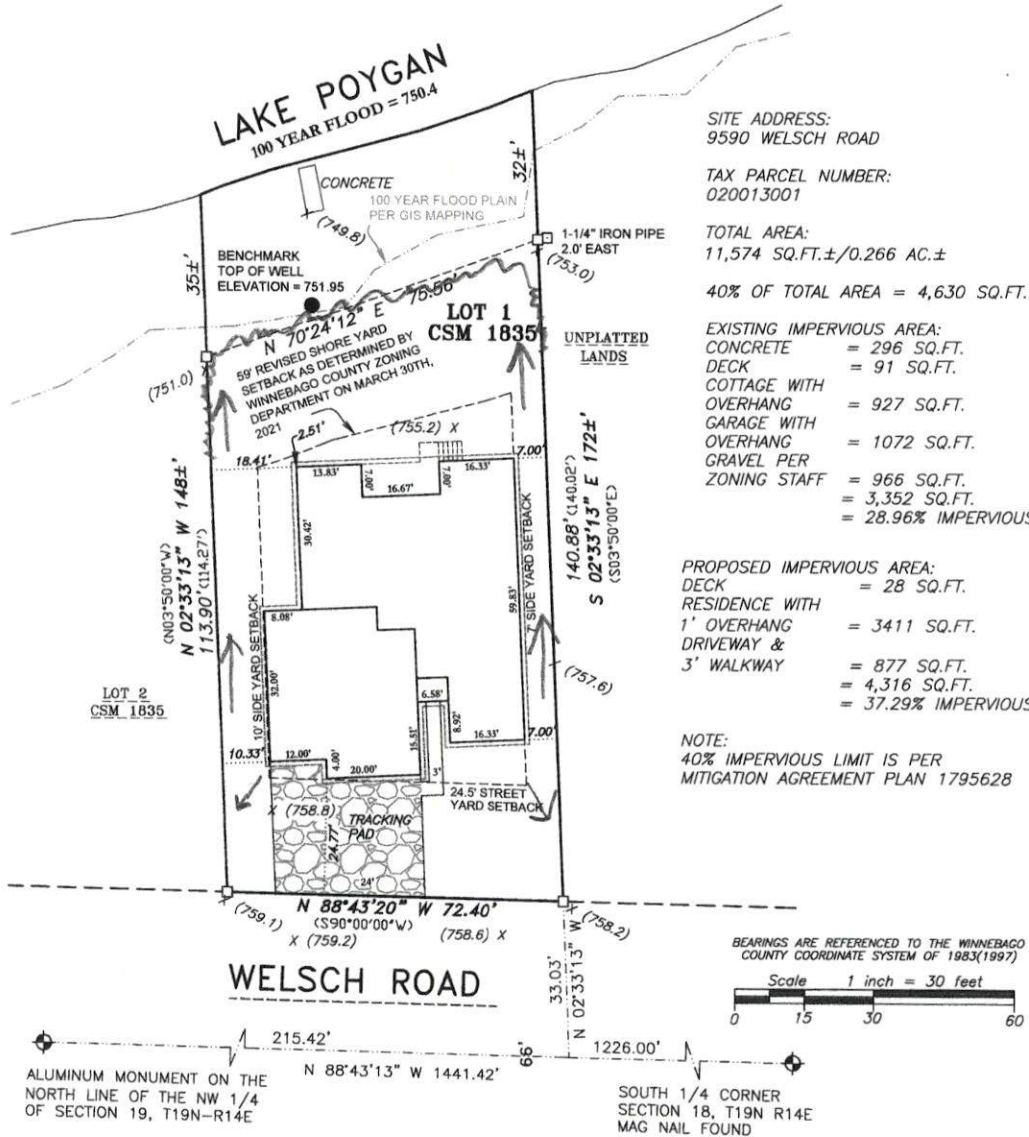 LAKE POYGAN
100 YEAR FLOOD = 750.4
CONCRETE
100 YEAR FLOOD PLAIN
PER GIS MAPPING
(749.8)
32±'
35±'
1-1/4" IRON PIPE
2.0' EAST
(753.0)
BENCHMARK
TOP OF WELL
ELEVATION = 751.95
N 70°24'12" E 75.56'
LOT 1
CSM 1835
UNPLATTED
LANDS
59' REVISED SHORE YARD
SETBACK AS DETERMINED BY
WINNEBAGO COUNTY ZONING
DEPARTMENT ON MARCH 30TH,
2021
(751.0)
2.51'
(755.2) X
18.41'
13.83'
7.00'
16.67'
7.00'
16.33'
7.00'
30.42'
(N03°50'00"W)
N 02°33'13" W 148±'
113.90' (114.27')
140.88' (140.02')
S 02°33'13" E 172±'
(S03°50'00"E)
59.83'
7' SIDE YARD SETBACK
8.08'
10' SIDE YARD SETBACK
32.00'
(757.6)
LOT 2
CSM 1835
6.58'
8.92'
16.33'
7.00'
15.51'
10.33'
12.00'
4.00'
20.00'
3'
24.5' STREET
YARD SETBACK
X (758.8)
TRACKING
PAD
24.77'
24'
N 88°43'20" W 72.40'
(S90°00'00"W)
(759.1)
X (759.2)
(758.6) X
(758.2)
WELSCH ROAD
33.03'
N 02°33'13" W
66'
215.42'
N 88°43'13" W 1441.42'
1226.00'
ALUMINUM MONUMENT ON THE
NORTH LINE OF THE NW 1/4
OF SECTION 19, T19N-R14E
SOUTH 1/4 CORNER
SECTION 18, T19N R14E
MAG NAIL FOUND
SITE ADDRESS:
9590 WELSCH ROAD
TAX PARCEL NUMBER:
020013001
TOTAL AREA:
11,574 SQ.FT.±/0.266 AC.±
40% OF TOTAL AREA = 4,630 SQ.FT.
EXISTING IMPERVIOUS AREA:
CONCRETE = 296 SQ.FT.
DECK = 91 SQ.FT.
COTTAGE WITH
OVERHANG = 927 SQ.FT.
GARAGE WITH
OVERHANG = 1072 SQ.FT.
GRAVEL PER
ZONING STAFF = 966 SQ.FT.
= 3,352 SQ.FT.
= 28.96% IMPERVIOUS
PROPOSED IMPERVIOUS AREA:
DECK = 28 SQ.FT.
RESIDENCE WITH
1' OVERHANG = 3411 SQ.FT.
DRIVEWAY &
3' WALKWAY = 877 SQ.FT.
= 4,316 SQ.FT.
= 37.29% IMPERVIOUS
NOTE:
40% IMPERVIOUS LIMIT IS PER
MITIGATION AGREEMENT PLAN 1795628
BEARINGS ARE REFERENCED TO THE WINNEBAGO
COUNTY COORDINATE SYSTEM OF 1983(1997)
Scale 1 inch = 30 feet
0 15 30 60